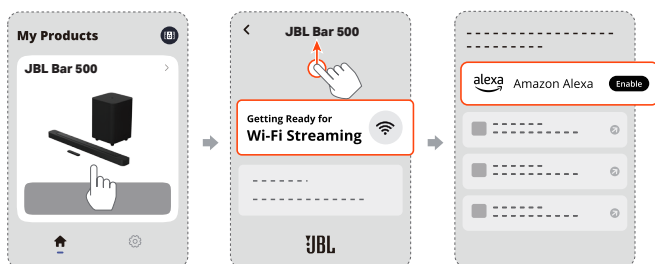 My Products
JBL Bar 500
JBL Bar 500
Getting Ready for
Wi-Fi Streaming
JBL
alexa Amazon Alexa Enable